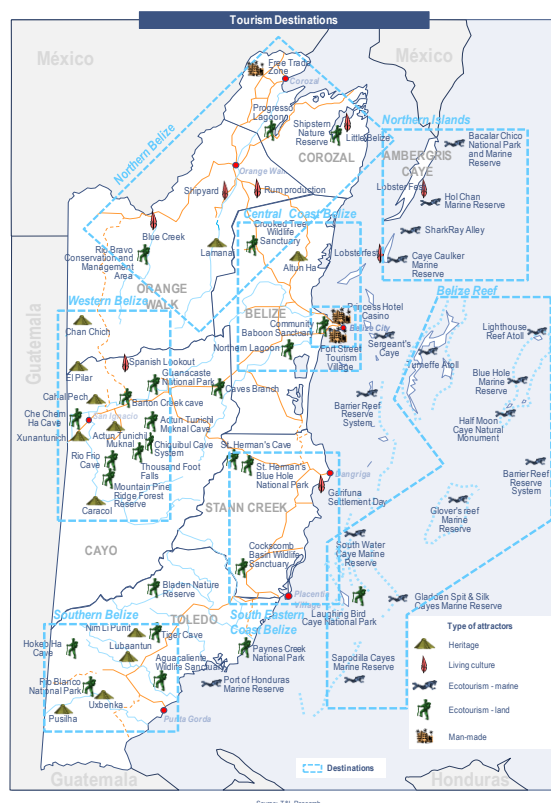 Tourism Destinations
México
México
Free Trade
Zone
Corozal
Progreso
Lagoon
Shipstern
Nature
Reserve
Little Belize
COROZAL
Northern Belize
Northern Islands
Bacalar Chico
National Park
and Marine
Reserve
AMBERGRIS
CAYE
Lobster Fest
Hol Chan
Marine Reserve
SharkRay Alley
Lobsterfest
Caye Caulker
Marine
Reserve
Orange Walk
Shipyard
Rum production
Blue Creek
Central Coast Belize
Crooked Tree
Wildlife
Sanctuary
Rio Bravo
Conservation and
Management
Area
Lamanai
Altun Ha
ORANGE
WALK
Belize Reef
Western Belize
Guatemala
Chan Chich
BELIZE
Community
Baboon Sanctuary
Princess Hotel
Casino
Belize City
Northern Lagoon
Fort Street
Tourism
Village
Sergeant's
Caye
Turneffe Atoll
Lighthouse
Reef Atoll
Blue Hole
Marine
Reserve
Half Moon
Caye Natural
Monument
Barrier Reef
Reserve
System
Barrier Reef
Reserve
System
Glover's reef
Marine
Reserve
Spanish Lookout
El Pilar
Guanacaste
National Park
Caves Branch
Cahal Pech
Barton Creek cave
Che Chem
Ha Cave
San Ignacio
Actun Tunichil
Muknal Cave
Xunantunich
Actun Tunichil
Muknal
Chiquibul Cave
System
Rio Frio
Cave
Thousand Foot
Falls
Mountain Pine
Ridge Forest
Reserve
Caracol
CAYO
St. Herman's Cave
St. Herman's
Blue Hole
National Park
Dangriga
Garifuna
Settlement Day
STANN CREEK
Cockscomb
Basin Wildlife
Sanctuary
South Water
Caye Marine
Reserve
Bladen Nature
Reserve
Placentia
Village
Laughing Bird
Caye National Park
Gladden Spit & Silk
Cayes Marine Reserve
Southern Belize
TOLEDO
South Eastern
Coast Belize
Nim Li Punit
Tiger Cave
Hokeb Ha
Cave
Lubaantun
Aguacaliente
Wildlife Sanctuary
Paynes Creek
National Park
Sapodilla Cayes
Marine Reserve
Rio Blanco
National Park
Uxbenka
Pusilha
Port of Honduras
Marine Reserve
Punta Gorda
Type of attractors
Heritage
Living culture
Ecotourism - marine
Ecotourism - land
Man-made
Destinations
Guatemala
Honduras
Source: T&L Research